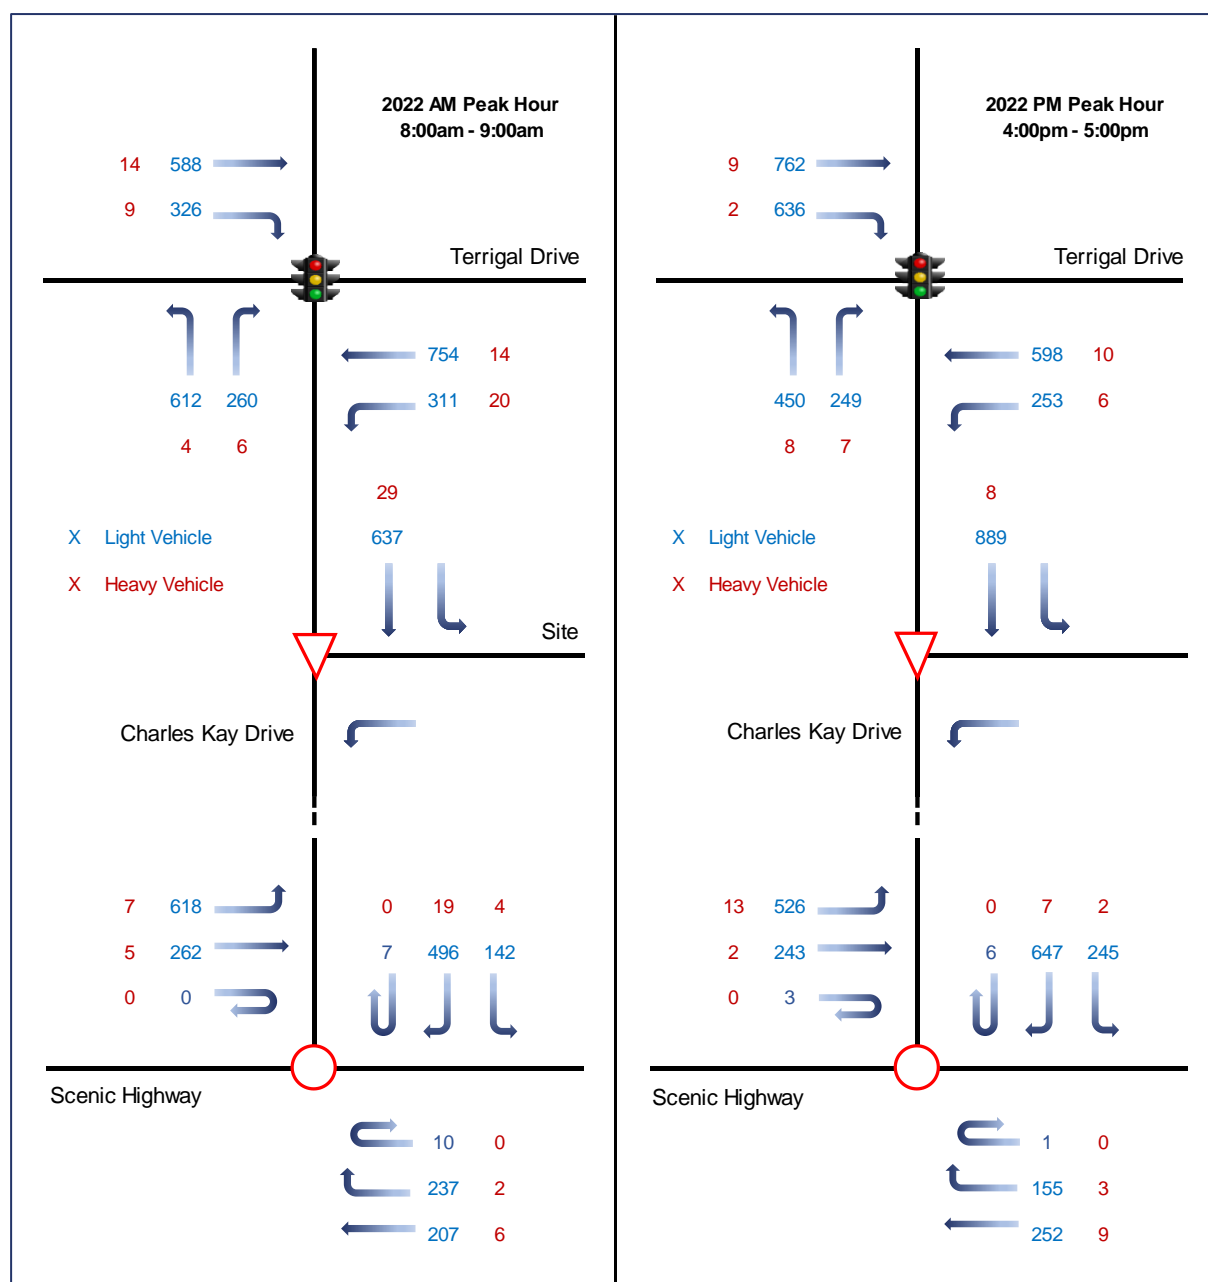 2022 AM Peak Hour
8:00am - 9:00am
14 588
9 326
Terrigal Drive
754 14
612 260 311 20
4 6
29
X Light Vehicle 637
X Heavy Vehicle
Site
Charles Kay Drive
7 618 0 19 4
5 262 7 496 142
0 0
Scenic Highway
10 0
237 2
207 6
2022 PM Peak Hour
4:00pm - 5:00pm
9 762
2 636
Terrigal Drive
598 10
450 249 253 6
8 7
8
X Light Vehicle 889
X Heavy Vehicle
Charles Kay Drive
13 526 0 7 2
2 243 6 647 245
0 3
Scenic Highway
1 0
155 3
252 9